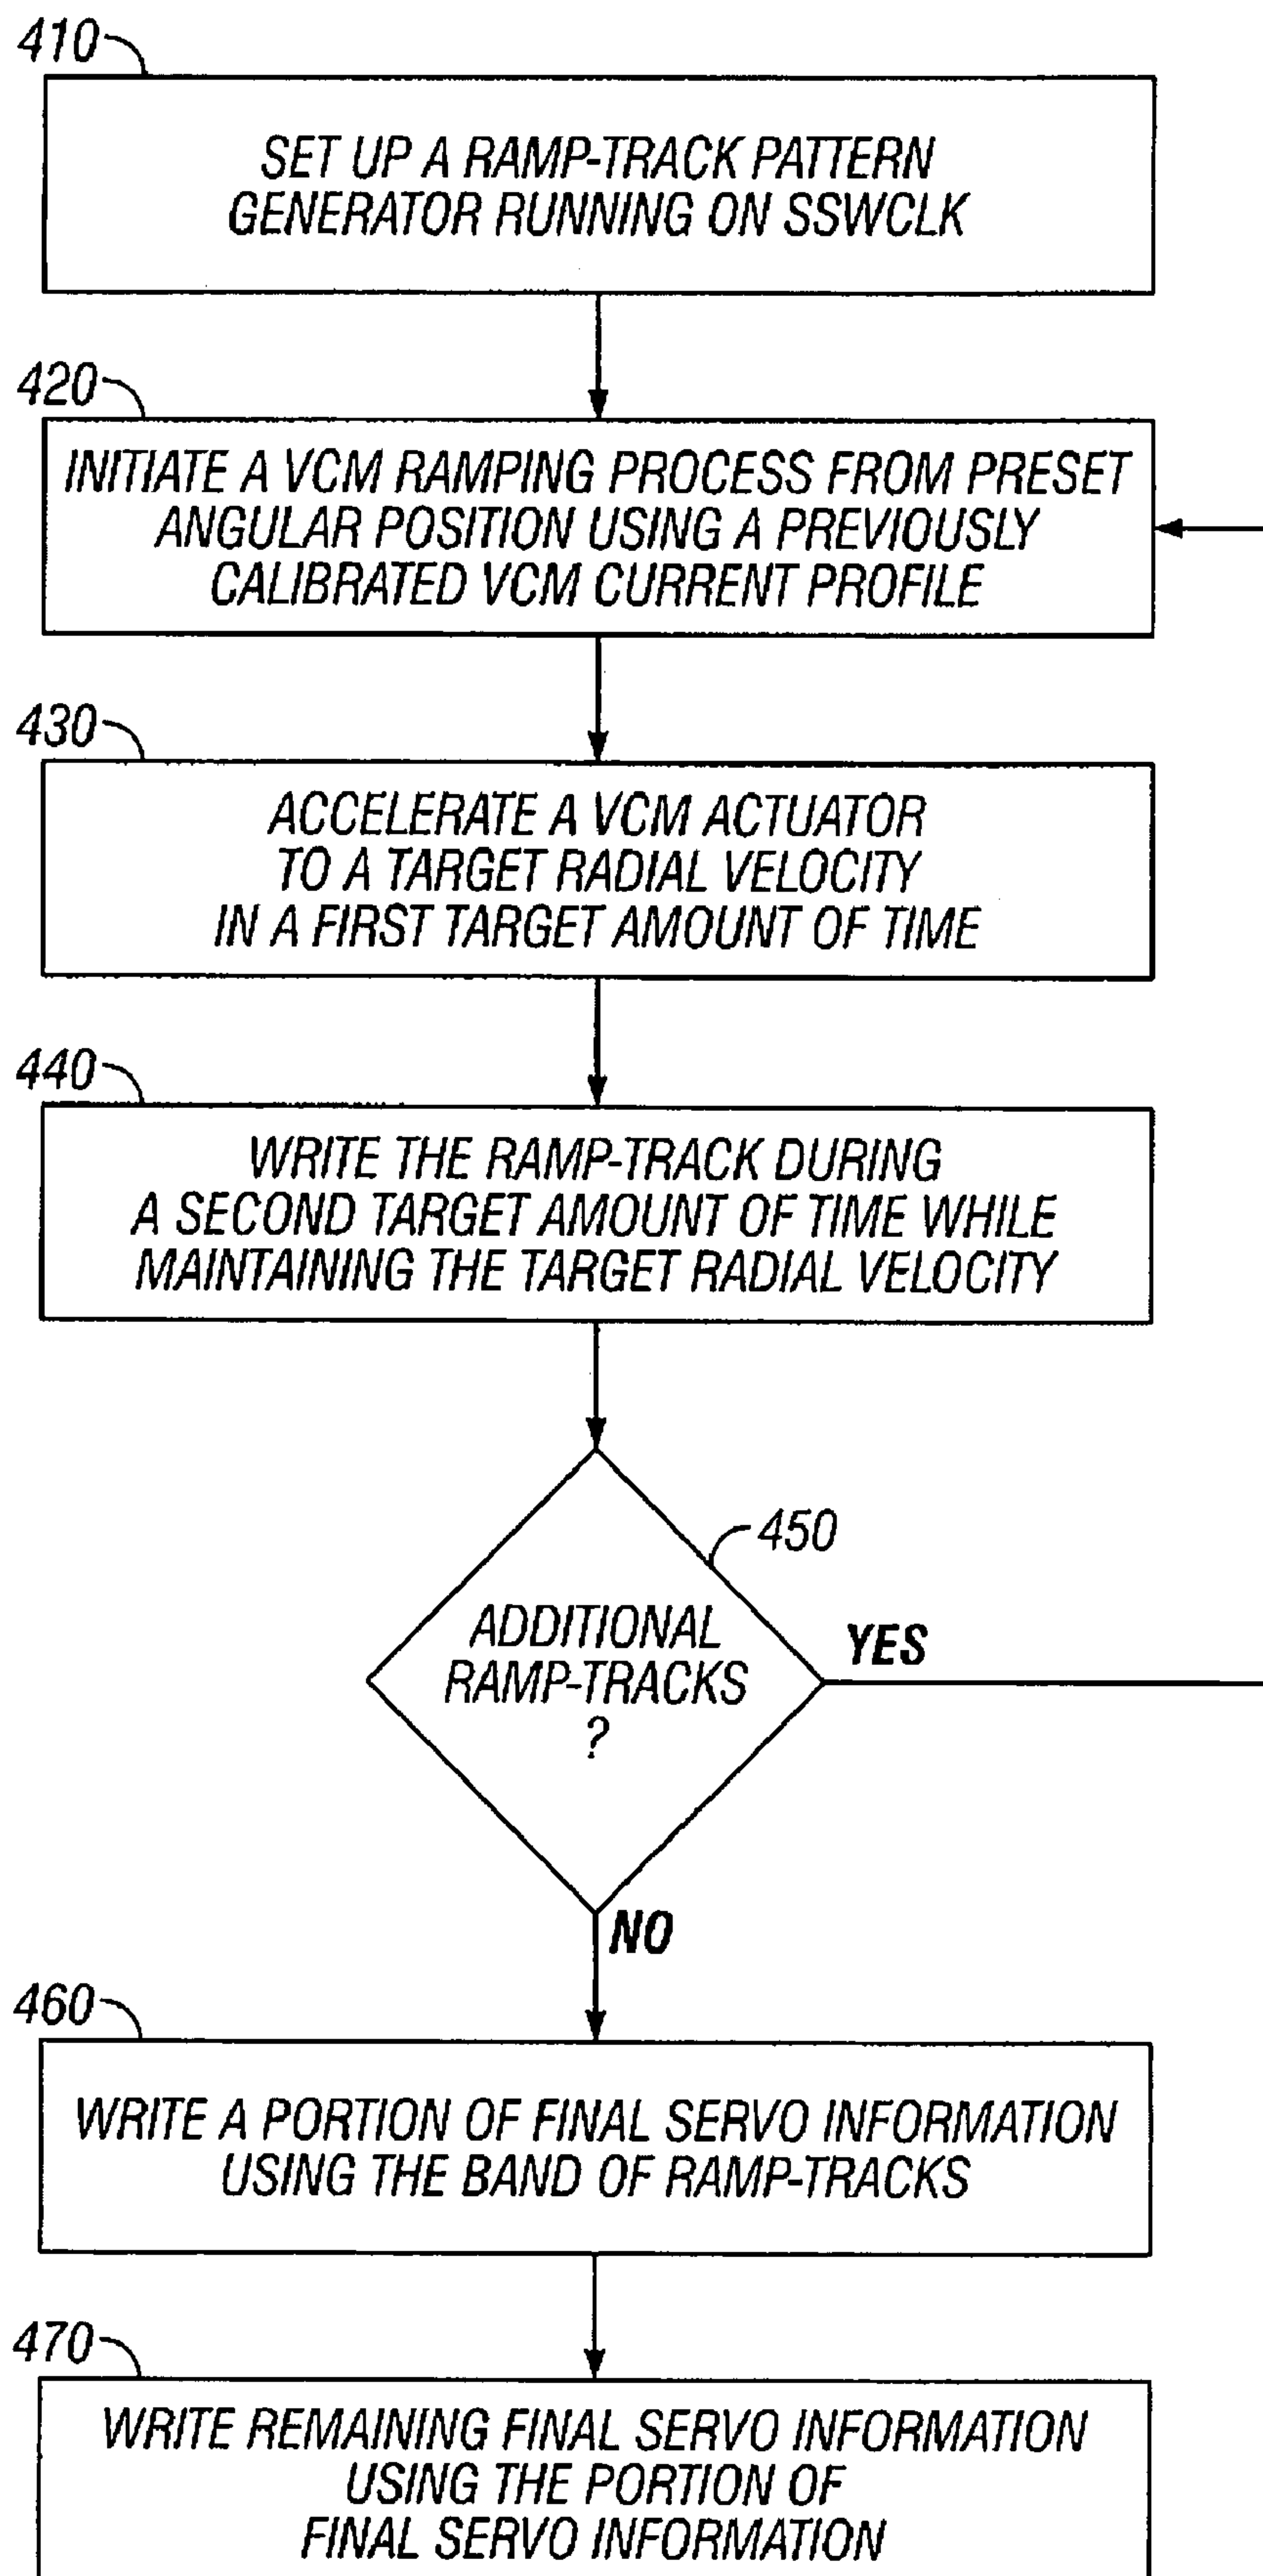 410
SET UP A RAMP-TRACK PATTERN
GENERATOR RUNNING ON SSWCLK
420
INITIATE A VCM RAMPING PROCESS FROM PRESET
ANGULAR POSITION USING A PREVIOUSLY
CALIBRATED VCM CURRENT PROFILE
430
ACCELERATE A VCM ACTUATOR
TO A TARGET RADIAL VELOCITY
IN A FIRST TARGET AMOUNT OF TIME
440
WRITE THE RAMP-TRACK DURING
A SECOND TARGET AMOUNT OF TIME WHILE
MAINTAINING THE TARGET RADIAL VELOCITY
450
ADDITIONAL
RAMP-TRACKS
?
YES
NO
460
WRITE A PORTION OF FINAL SERVO INFORMATION
USING THE BAND OF RAMP-TRACKS
470
WRITE REMAINING FINAL SERVO INFORMATION
USING THE PORTION OF
FINAL SERVO INFORMATION